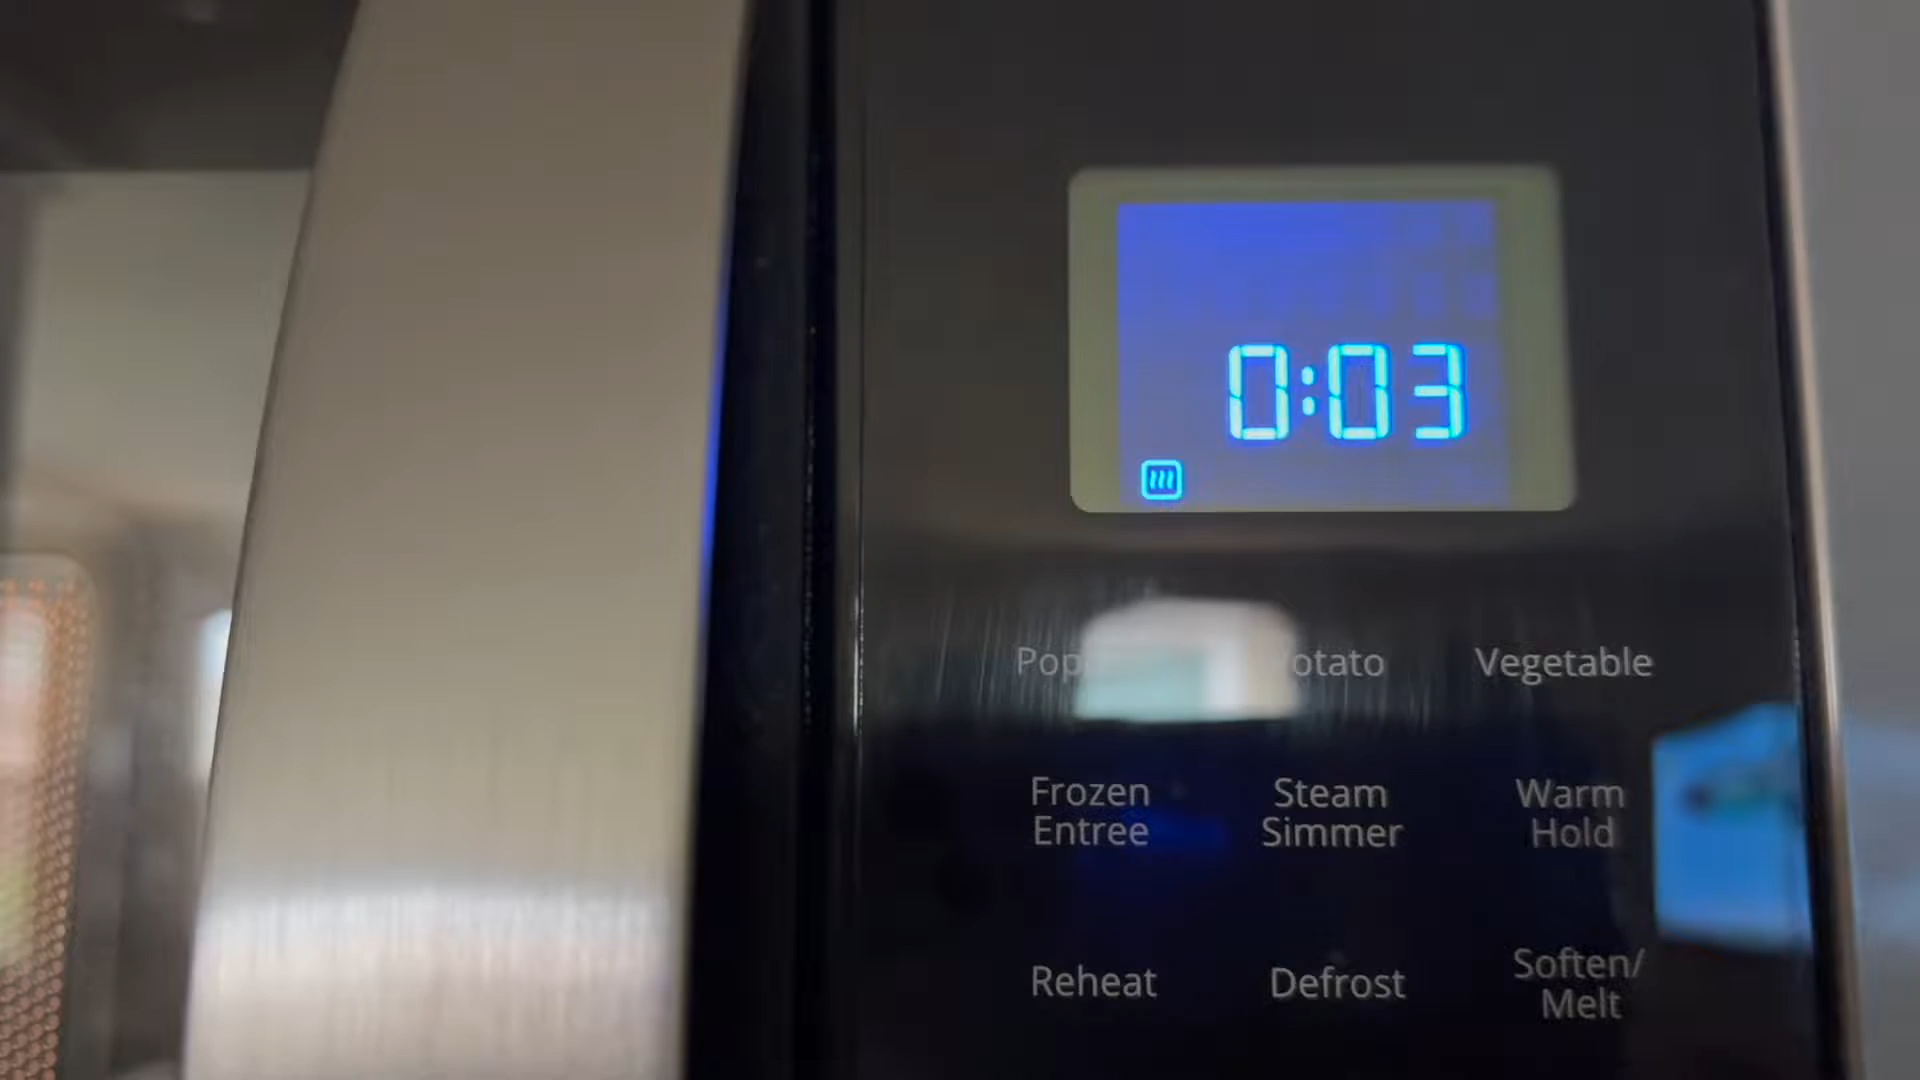 0:03
Pop otato Vegetable
Frozen Entree
Steam Simmer
Warm Hold
Reheat
Defrost
Soften/
Melt